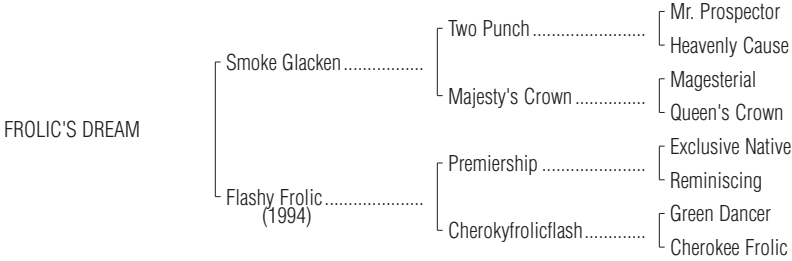 Mr. Prospector
Two Punch.......................
Heavenly Cause
Smoke Glacken................
Magesterial
Majesty's Crown..............
Queen's Crown
FROLIC'S DREAM
Exclusive Native
Premiership.....................
Reminiscing
Flashy Frolic....................
(1994)
Green Dancer
Cherokyfrolicflash............
Cherokee Frolic